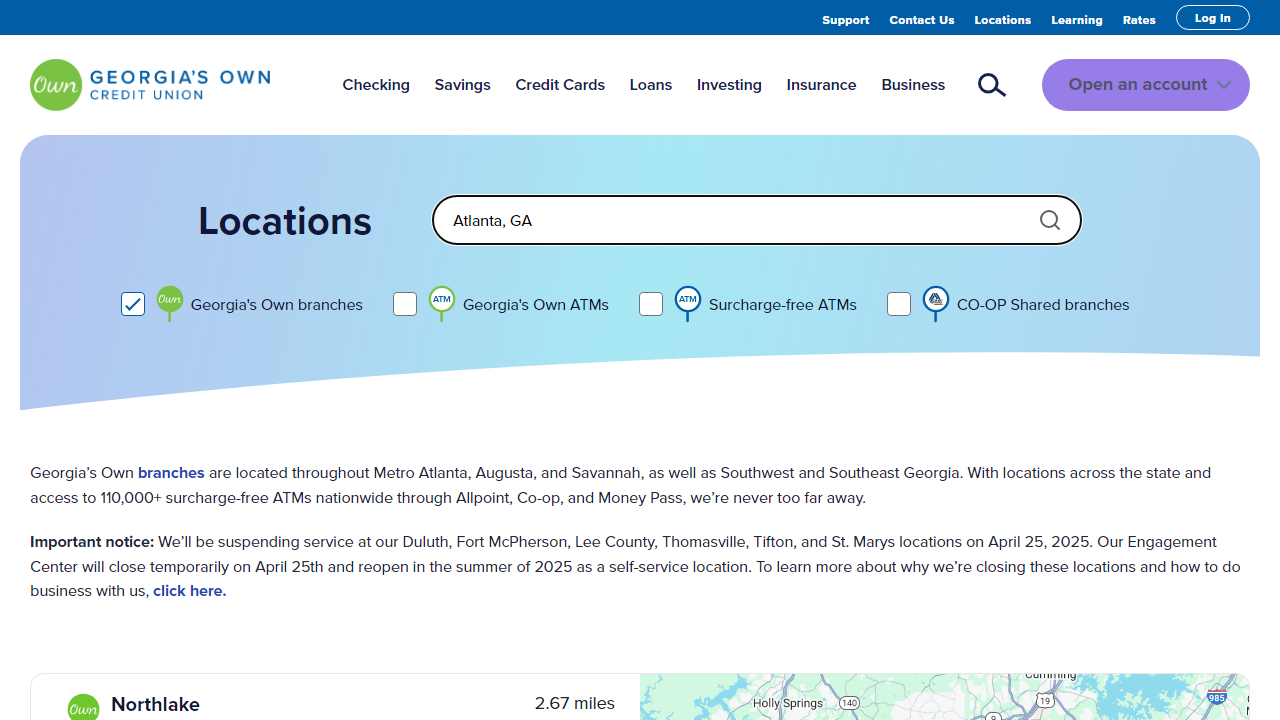 Support Contact Us Locations Learning Rates Log In
Own GEORGIA'S OWN
CREDIT UNION
Checking Savings Credit Cards Loans Investing Insurance Business Open an account
Locations Atlanta, GA
Own Georgia's Own branches ATM Georgia's Own ATMs ATM Surcharge-free ATMs CO-OP Shared branches
Georgia’s Own branches are located throughout Metro Atlanta, Augusta, and Savannah, as well as Southwest and Southeast Georgia. With locations across the state and
access to 110,000+ surcharge-free ATMs nationwide through Allpoint, Co-op, and Money Pass, we’re never too far away.
Important notice: We’ll be suspending service at our Duluth, Fort McPherson, Lee County, Thomasville, Tifton, and St. Marys locations on April 25, 2025. Our Engagement
Center will close temporarily on April 25th and reopen in the summer of 2025 as a self-service location. To learn more about why we’re closing these locations and how to do
business with us, click here.
Own Northlake 2.67 miles
Cumming
Holly Springs 140 19 985
9